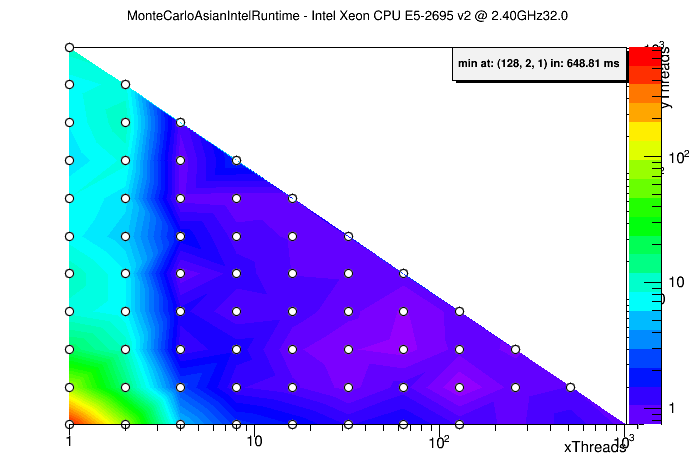 MonteCarloAsianIntelRuntime - Intel Xeon CPU E5-2695 v2 @ 2.40GHz32.0
min at: (128, 2, 1) in: 648.81 ms
yThreads
10³
10²
10
1
1
10
10²
10³
xThreads